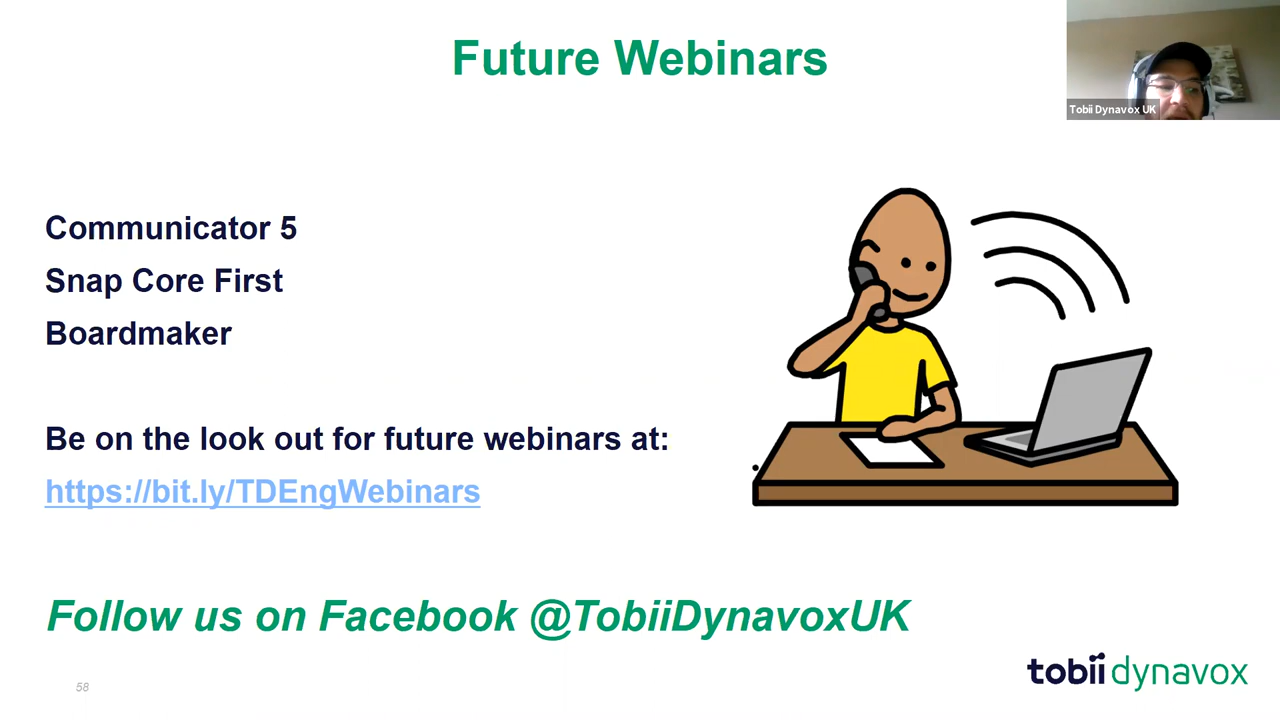 Future Webinars
Tobii Dynavox UK
Communicator 5
Snap Core First
Boardmaker
Be on the look out for future webinars at:
https://bit.ly/TDEngWebinars
Follow us on Facebook @TobiiDynavoxUK
58
tobii dynavox